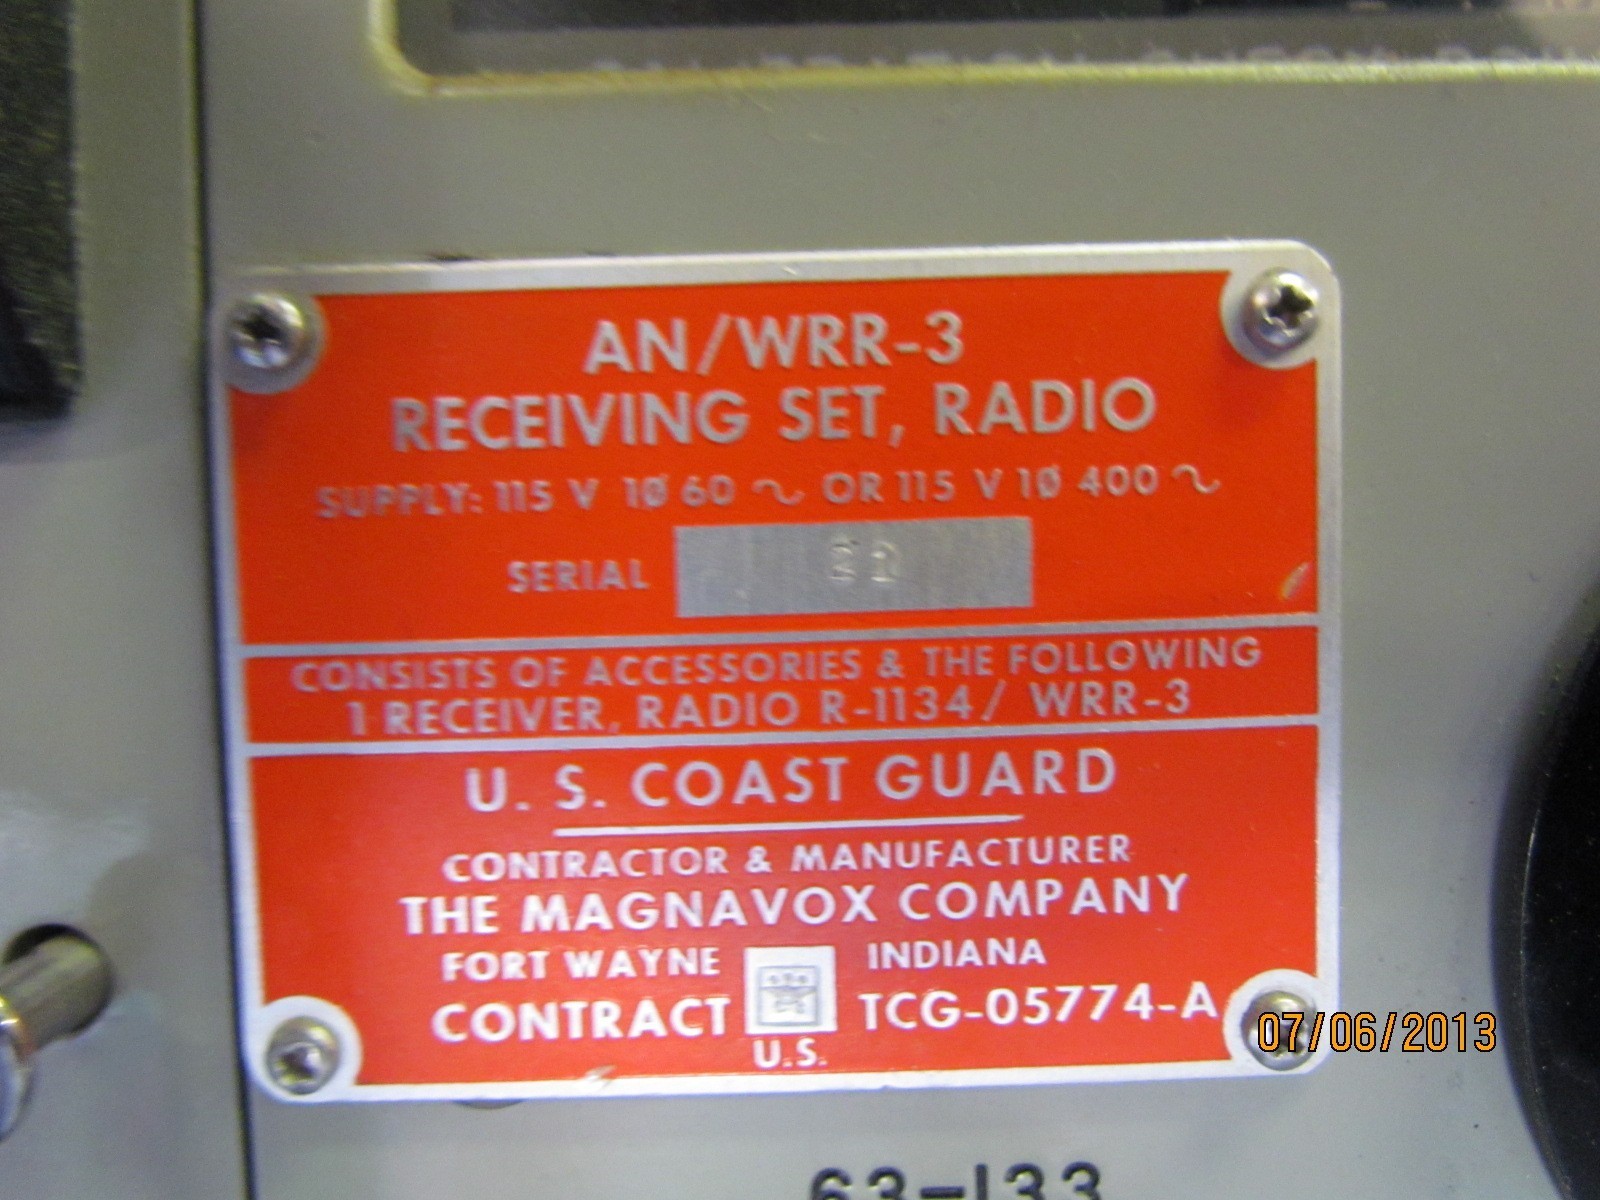 AN/WRR-3
RECEIVING SET, RADIO
SUPPLY: 115 V 1Ø 60 ∿ OR 115 V 1Ø 400 ∿
SERIAL
CONSISTS OF ACCESSORIES & THE FOLLOWING
1 RECEIVER, RADIO R-1134/ WRR-3
U. S. COAST GUARD
CONTRACTOR & MANUFACTURER
THE MAGNAVOX COMPANY
FORT WAYNE INDIANA
CONTRACT TCG-05774-A
U.S.
07/06/2013
63-133